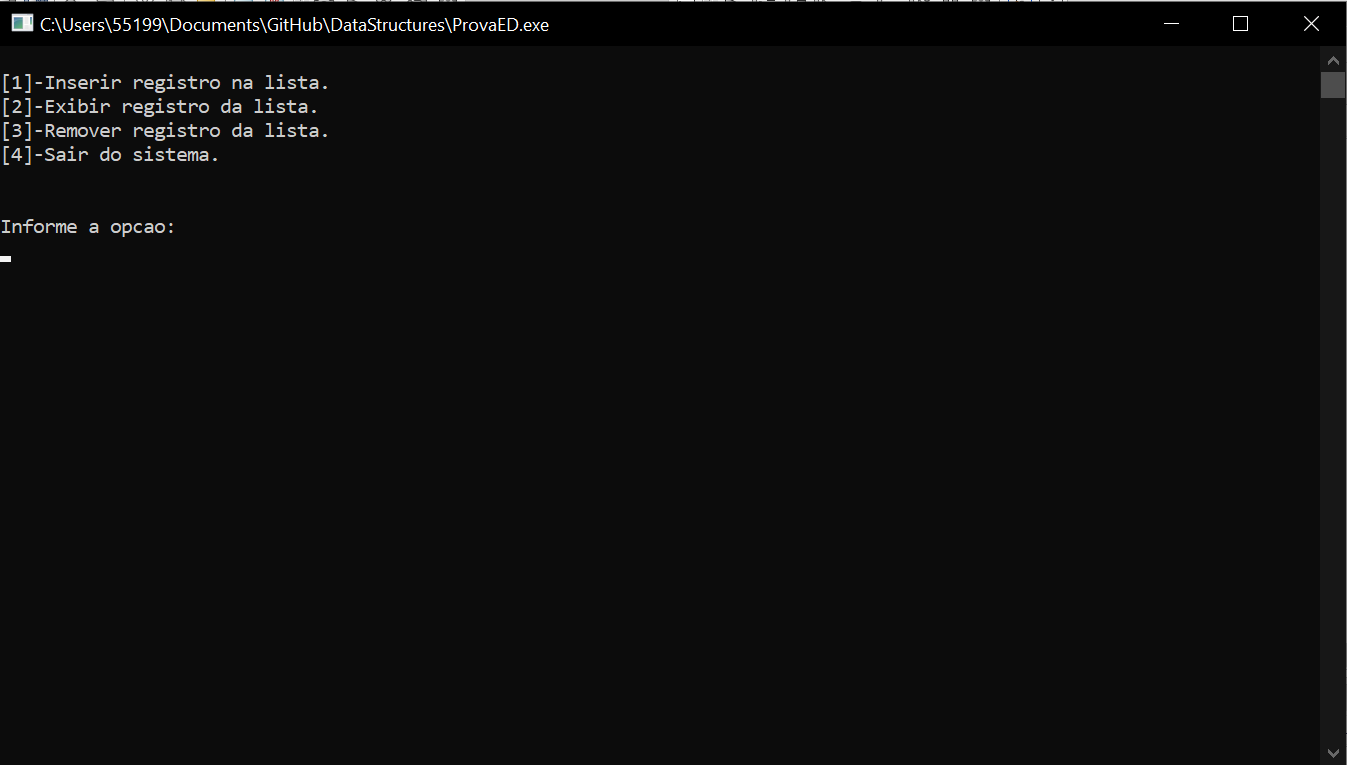 C:\Users\55199\Documents\GitHub\DataStructures\ProvaED.exe
[1]-Inserir registro na lista.
[2]-Exibir registro da lista.
[3]-Remover registro da lista.
[4]-Sair do sistema.
Informe a opcao: